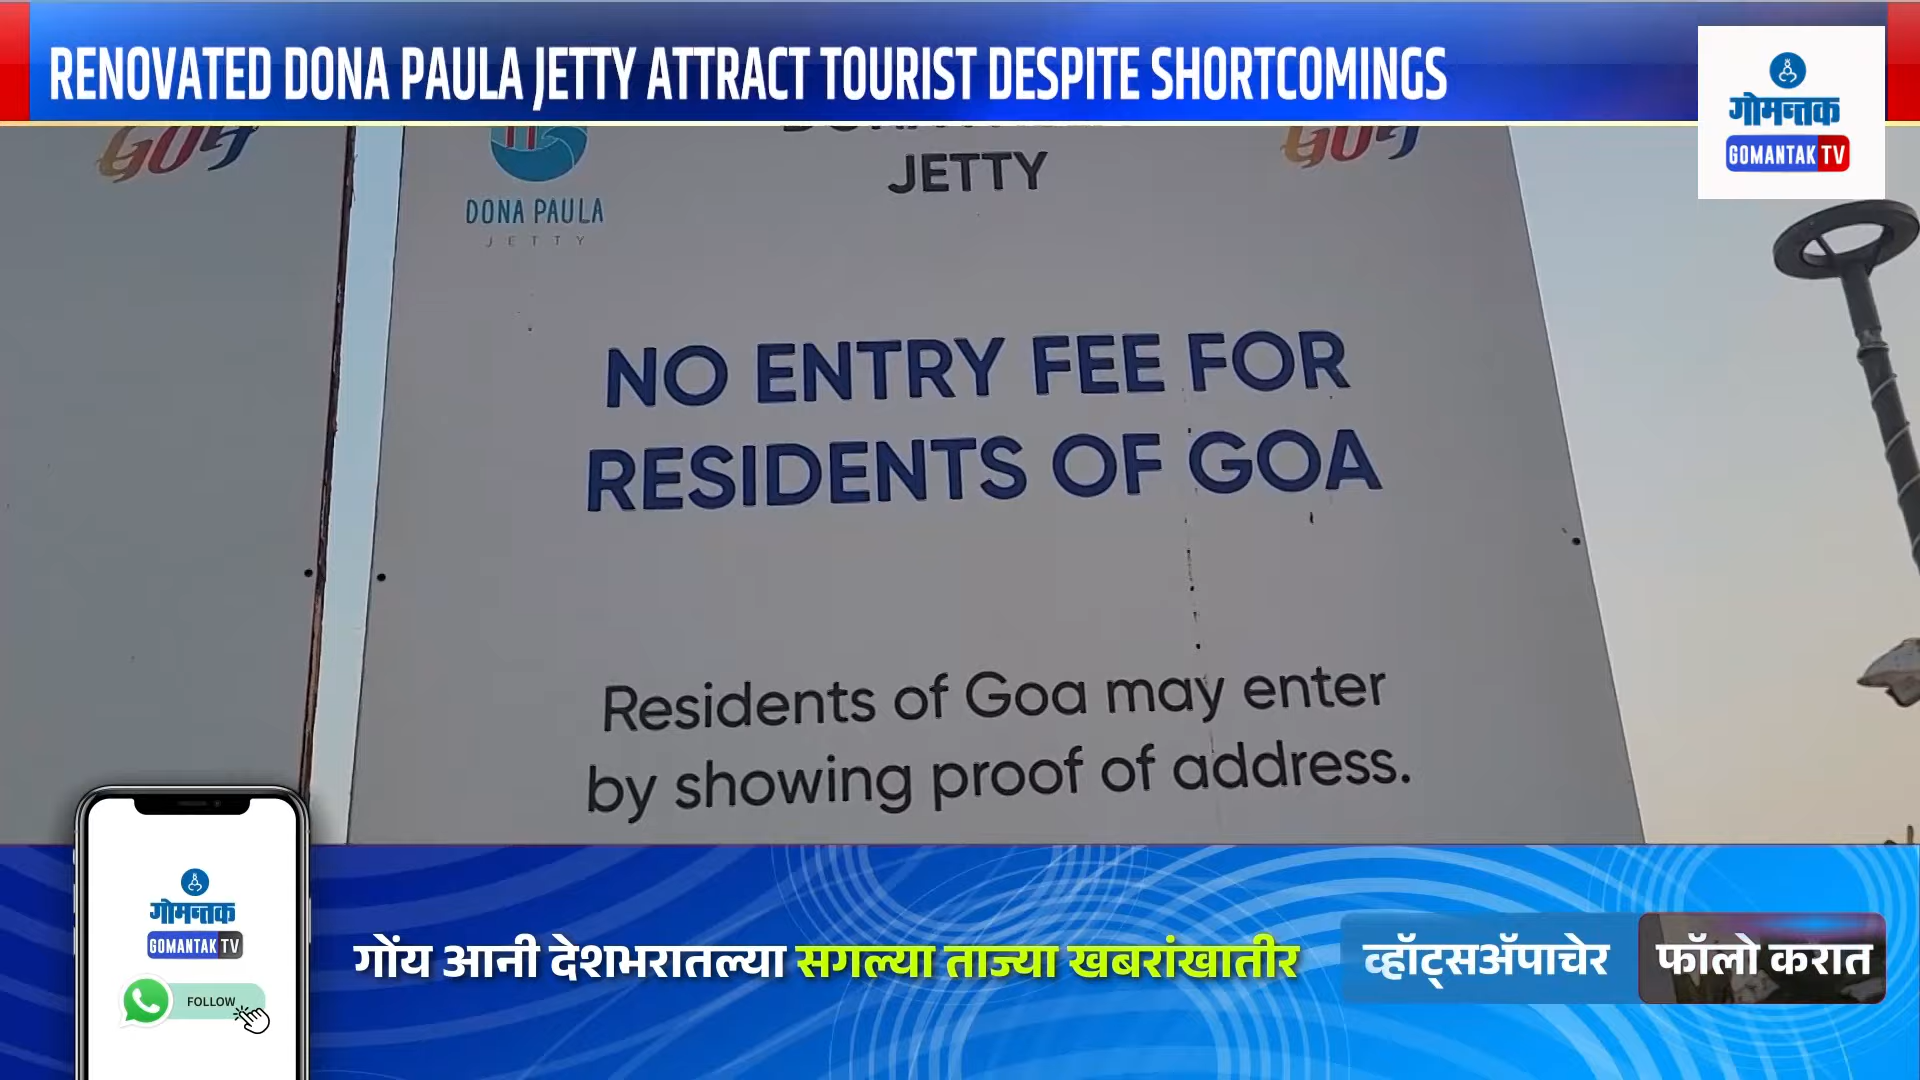 RENOVATED DONA PAULA JETTY ATTRACT TOURIST DESPITE SHORTCOMINGS
गोमन्तक
GOMANTAK TV
JETTY
DONA PAULA
JETTY
NO ENTRY FEE FOR
RESIDENTS OF GOA
Residents of Goa may enter
by showing proof of address.
गोमन्तक
GOMANTAK TV
FOLLOW
गोंय आनी देशभरातल्या सगल्या ताज्या खबरांखातीर व्हॉट्सॲपाचेर फॉलो करात